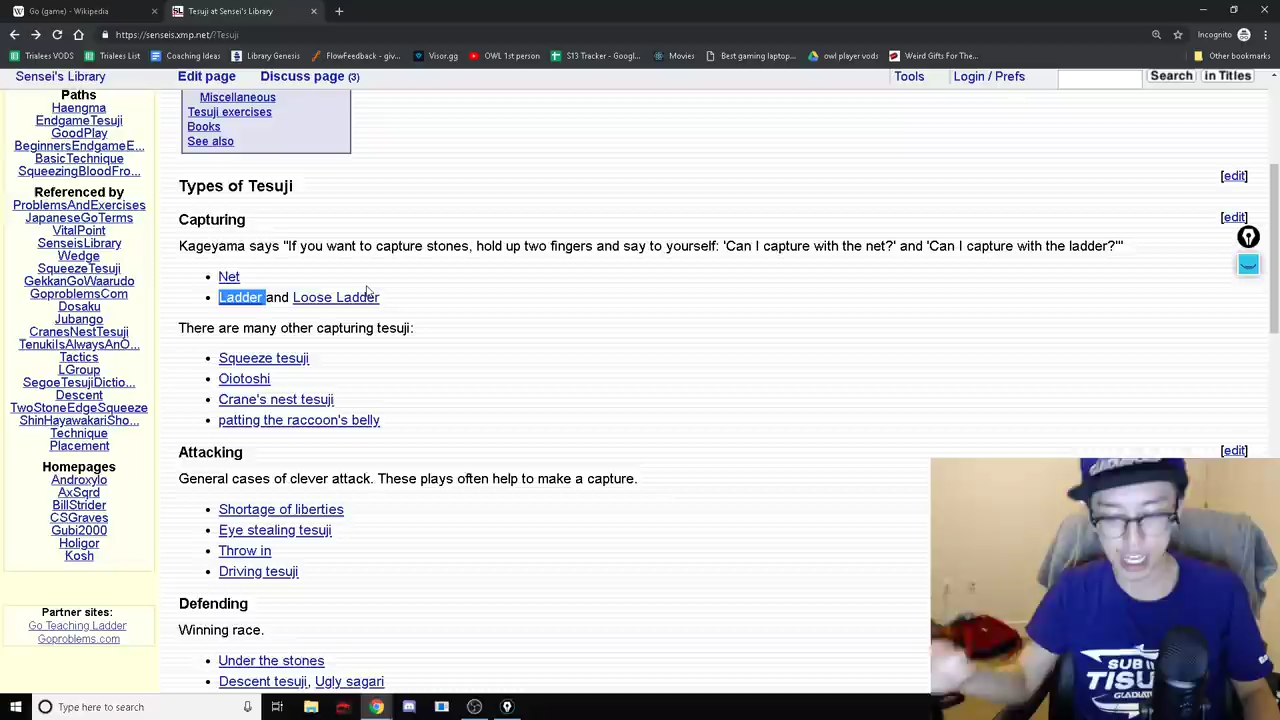 Go (game) - Wikipedia
Tesuji at Sensei's Library
https://senseis.xmp.net/?Tesuji
Incognito
Trialees VODS
Trialees List
Coaching Ideas
Library Genesis
FlowFeedback - giv...
Visor.gg
OWL 1st person
S13 Tracker - Googl...
Movies
Best gaming laptop...
owl player vods
Weird Gifts For The...
Other bookmarks
Sensei's Library
Edit page
Discuss page (3)
Tools
Login / Prefs
Search
in Titles
Paths
Haengma
EndgameTesuji
GoodPlay
BeginnersEndgameE...
BasicTechnique
SqueezingBloodFro...
Referenced by
ProblemsAndExercises
JapaneseGoTerms
VitalPoint
SenseisLibrary
Wedge
SqueezeTesuji
GekkanGoWaarudo
GoproblemsCom
Dosaku
Jubango
CranesNestTesuji
TenukiIsAlwaysAnO...
Tactics
LGroup
SegoeTesujiDictio...
Descent
TwoStoneEdgeSqueeze
ShinHayawakariSho...
Technique
Placement
Homepages
Androxylo
AxSqrd
BillStrider
CSGraves
Gubi2000
Holigor
Kosh
Partner sites:
Go Teaching Ladder
Goproblems.com
Miscellaneous
Tesuji exercises
Books
See also
Types of Tesuji
[edit]
Capturing
[edit]
Kageyama says "If you want to capture stones, hold up two fingers and say to yourself: 'Can I capture with the net?' and 'Can I capture with the ladder?'"
• Net
• Ladder and Loose Ladder
There are many other capturing tesuji:
• Squeeze tesuji
• Oiotoshi
• Crane's nest tesuji
• patting the raccoon's belly
Attacking
[edit]
General cases of clever attack. These plays often help to make a capture.
• Shortage of liberties
• Eye stealing tesuji
• Throw in
• Driving tesuji
Defending
Winning race.
• Under the stones
• Descent tesuji, Ugly sagari
SUB
TISU
GLADIAT
Type here to search